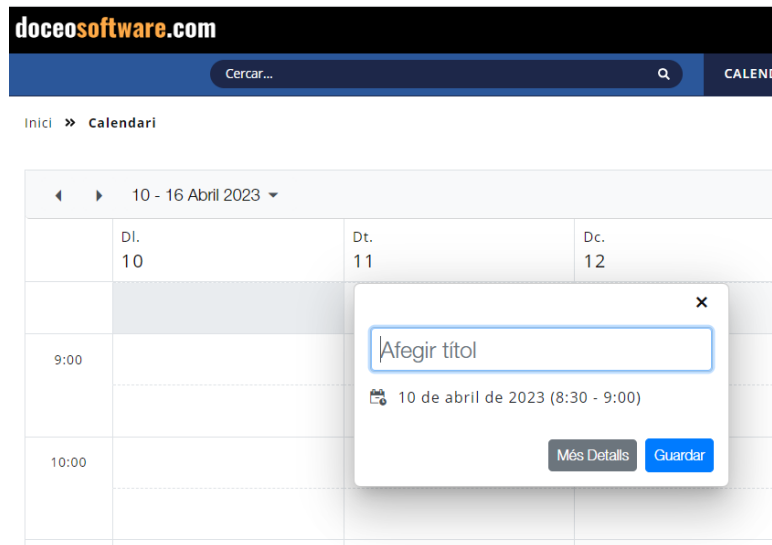 doceosoftware.com
Cercar...
Inici » Calendari
10 - 16 Abril 2023
Dl.
10
Dt.
11
Dc.
12
Afegir títol
10 de abril de 2023 (8:30 - 9:00)
Més Detalls Guardar
9:00
10:00